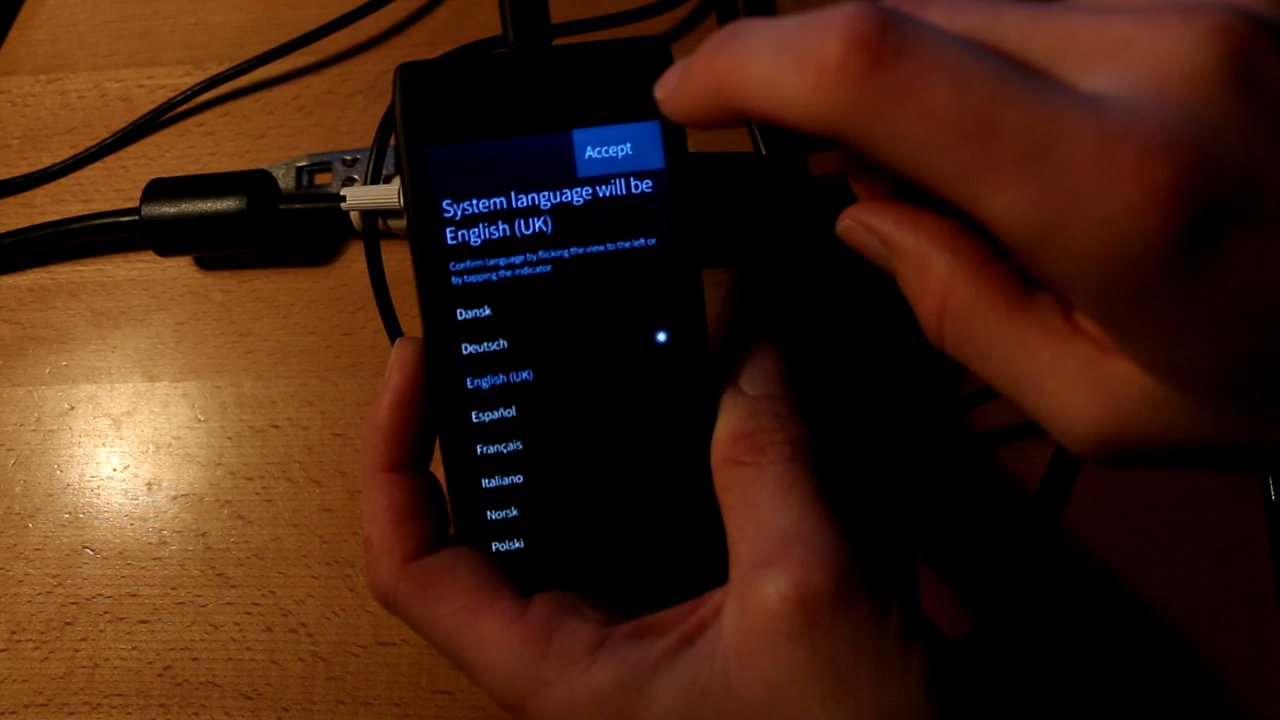 Accept
System language will be
English (UK)
Confirm language by flicking the view to the left or
by tapping the indicator
Dansk
Deutsch
English (UK)
Español
Français
Italiano
Norsk
Polski